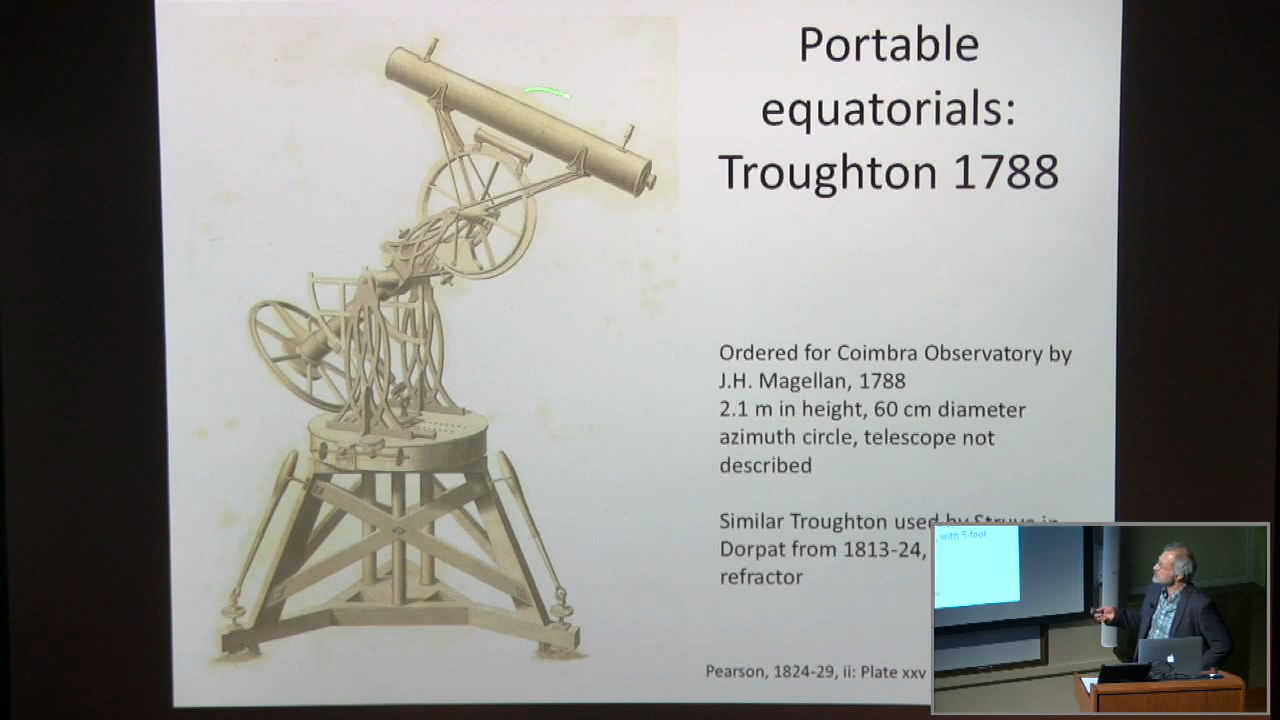 Portable
equatorials:
Troughton 1788
Ordered for Coimbra Observatory by
J.H. Magellan, 1788
2.1 m in height, 60 cm diameter
azimuth circle, telescope not
described
Similar Troughton used by Struve in
Dorpat from 1813-24,
refractor
Pearson, 1824-29, ii: Plate xxv
with 5-foot